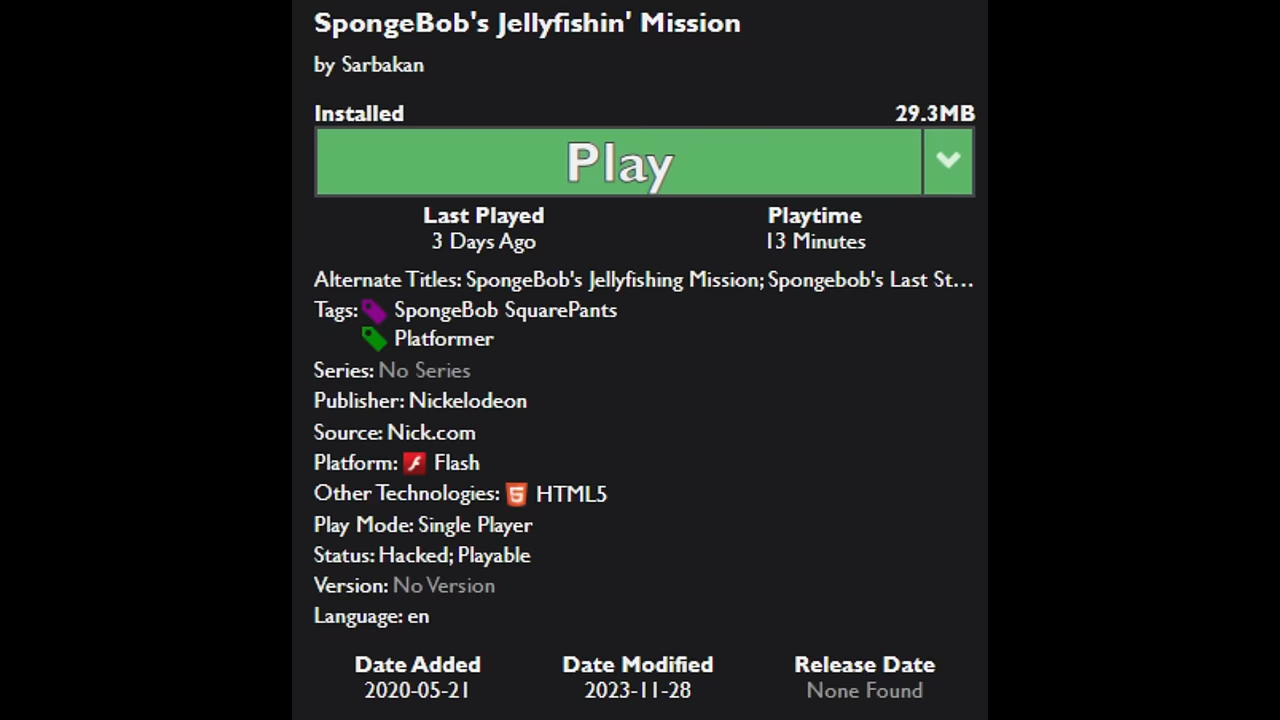 SpongeBob's Jellyfishin' Mission
by Sarbakan
Installed 29.3MB
Play
Last Played Playtime
3 Days Ago 13 Minutes
Alternate Titles: SpongeBob's Jellyfishing Mission; Spongebob's Last St...
Tags: SpongeBob SquarePants
Platformer
Series: No Series
Publisher: Nickelodeon
Source: Nick.com
Platform: Flash
Other Technologies: HTML5
Play Mode: Single Player
Status: Hacked; Playable
Version: No Version
Language: en
Date Added Date Modified Release Date
2020-05-21 2023-11-28 None Found